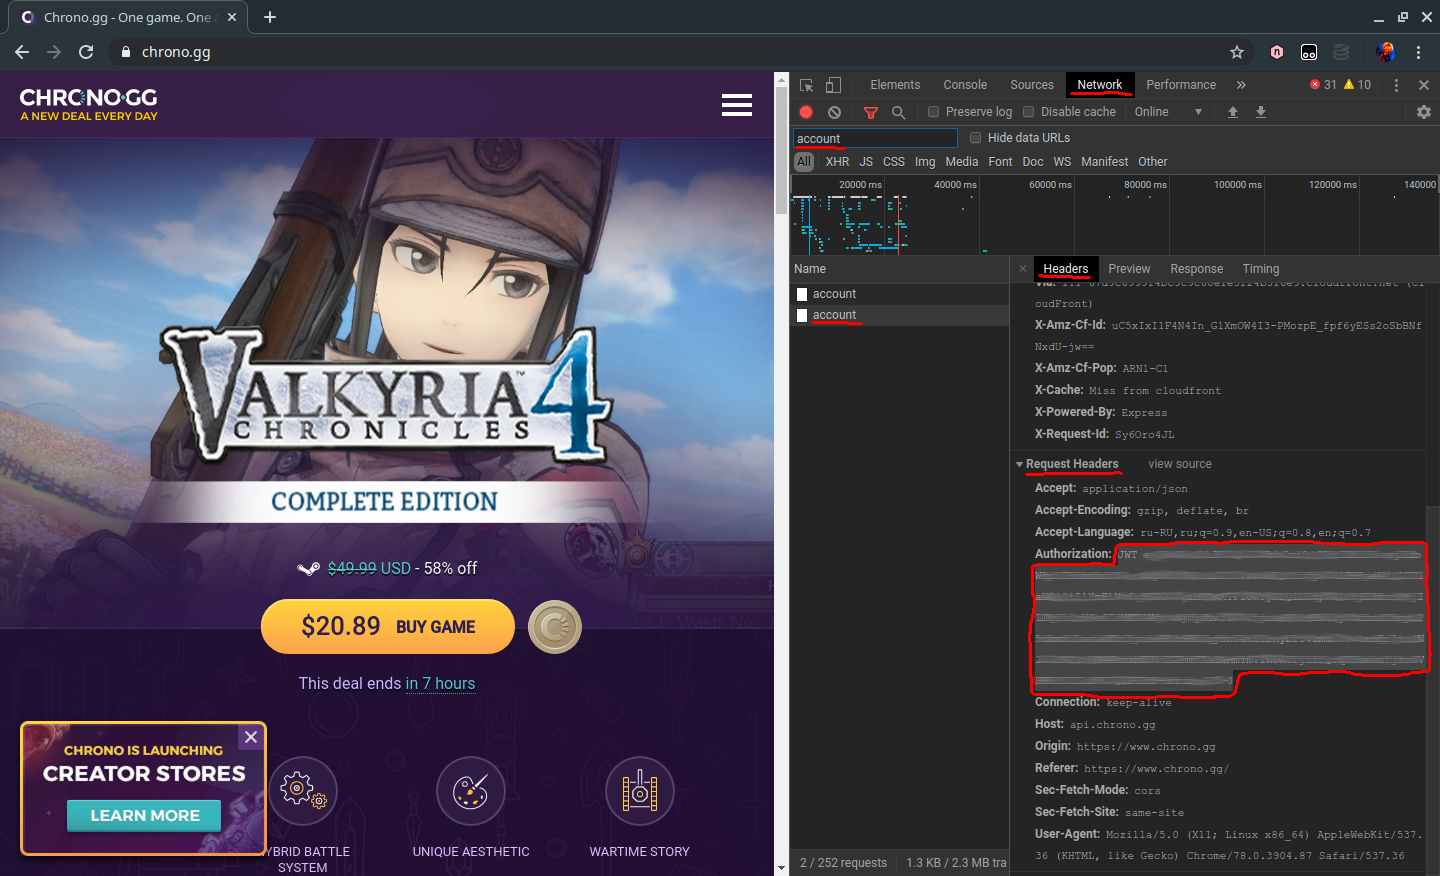 Chrono.gg - One game. One a
chrono.gg
CHRONO·GG
A NEW DEAL EVERY DAY
VALKYRIA
CHRONICLES
4
™
COMPLETE EDITION
$49.99 USD - 58% off
$20.89 BUY GAME
This deal ends in 7 hours
CHRONO IS LAUNCHING
CREATOR STORES
LEARN MORE
YBRID BATTLE
SYSTEM
UNIQUE AESTHETIC
WARTIME STORY
Elements Console Sources Network Performance » 31 10
Preserve log Disable cache Online
account
Hide data URLs
All XHR JS CSS Img Media Font Doc WS Manifest Other
20000 ms 40000 ms 60000 ms 80000 ms 100000 ms 120000 ms 140000
Name
account
account
2 / 252 requests 1.3 KB / 2.3 MB tra
× Headers Preview Response Timing
oudFront)
X-Amz-Cf-Id: uC5xIxI1F4N4In_G1XmOW4I3-PMozpE_fpf6yESs2oSbBNf
NxdU-jw==
X-Amz-Cf-Pop: ARN1-C1
X-Cache: Miss from cloudfront
X-Powered-By: Express
X-Request-Id: Sy6Oro4JL
Request Headers view source
Accept: application/json
Accept-Encoding: gzip, deflate, br
Accept-Language: ru-RU,ru;q=0.9,en-US;q=0.8,en;q=0.7
Authorization: JWT
Connection: keep-alive
Host: api.chrono.gg
Origin: https://www.chrono.gg
Referer: https://www.chrono.gg/
Sec-Fetch-Mode: cors
Sec-Fetch-Site: same-site
User-Agent: Mozilla/5.0 (X11; Linux x86_64) AppleWebKit/537.
36 (KHTML, like Gecko) Chrome/78.0.3904.87 Safari/537.36